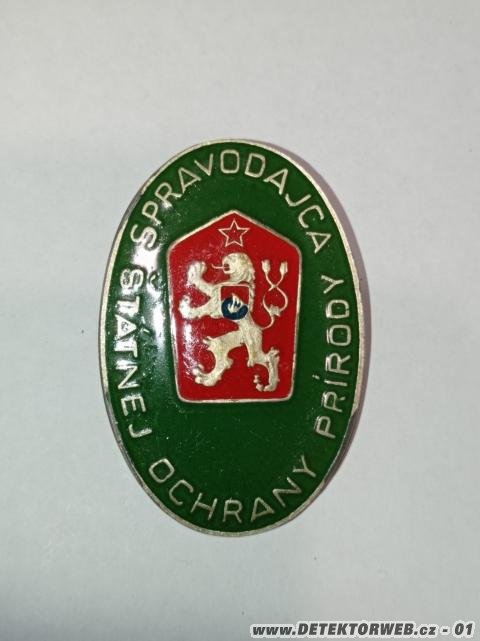 SPRAVODAJCA
ŠTÁTNEJ OCHRANY PRÍRODY
www.DETEKTORWEB.cz - 01